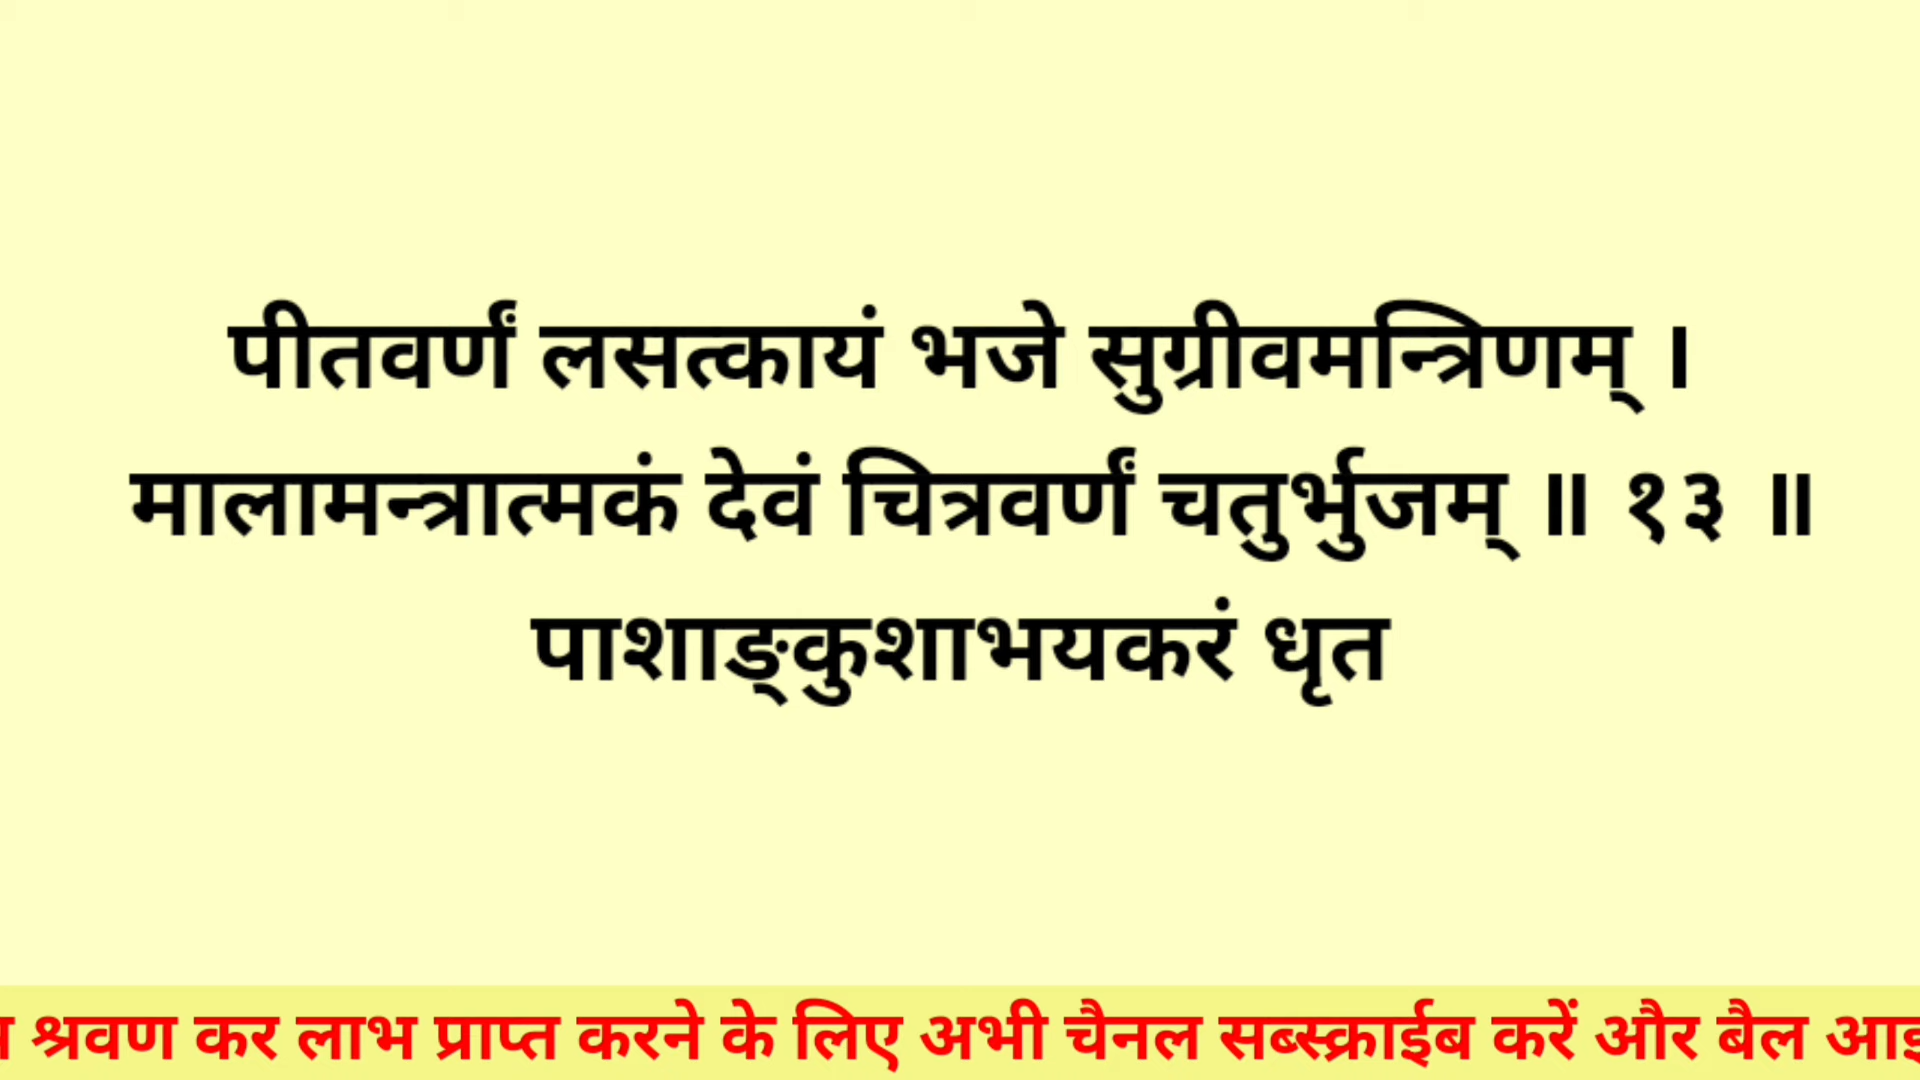 पीतवर्णं लसत्कायं भजे सुग्रीवमन्त्रिणम् ।
मालामन्त्रात्मकं देवं चित्रवर्णं चतुर्भुजम् ॥ १३ ॥
पाशाङ्कुशाभयकरं धृत
श्रवण कर लाभ प्राप्त करने के लिए अभी चैनल सब्स्क्राईब करें और बैल